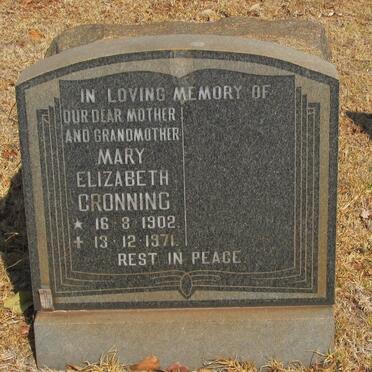 IN LOVING MEMORY OF
OUR DEAR MOTHER
AND GRANDMOTHER
MARY
ELIZABETH
CRONNING
★ 16·8·1902.
✝ 13·12·1971.
REST IN PEACE.